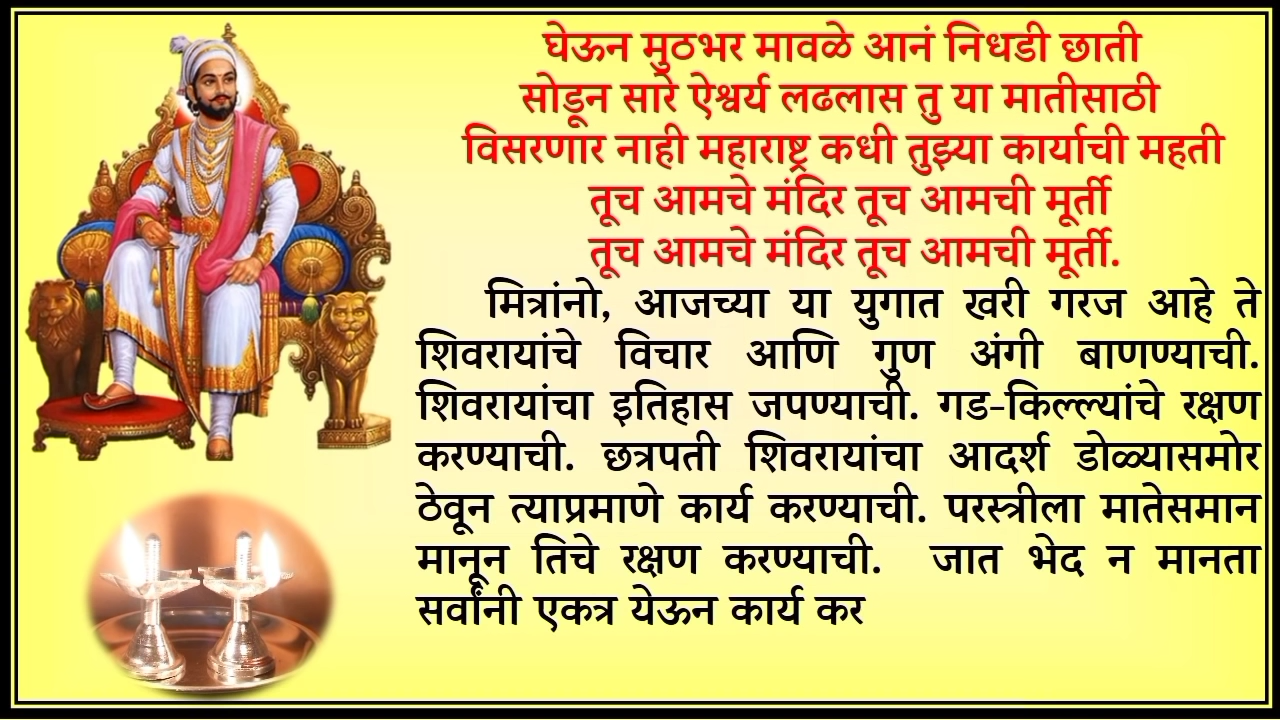 घेऊन मुठभर मावळे आनं निधडी छाती
सोडून सारे ऐश्वर्य लढलास तु या मातीसाठी
विसरणार नाही महाराष्ट्र कधी तुझ्या कार्याची महती
तूच आमचे मंदिर तूच आमची मूर्ती
तूच आमचे मंदिर तूच आमची मूर्ती.
मित्रांनो, आजच्या या युगात खरी गरज आहे ते
शिवरायांचे विचार आणि गुण अंगी बाणण्याची.
शिवरायांचा इतिहास जपण्याची. गड-किल्ल्यांचे रक्षण
करण्याची. छत्रपती शिवरायांचा आदर्श डोळ्यासमोर
ठेवून त्याप्रमाणे कार्य करण्याची. परस्त्रीला मातेसमान
मानून तिचे रक्षण करण्याची. जात भेद न मानता
सर्वांनी एकत्र येऊन कार्य कर